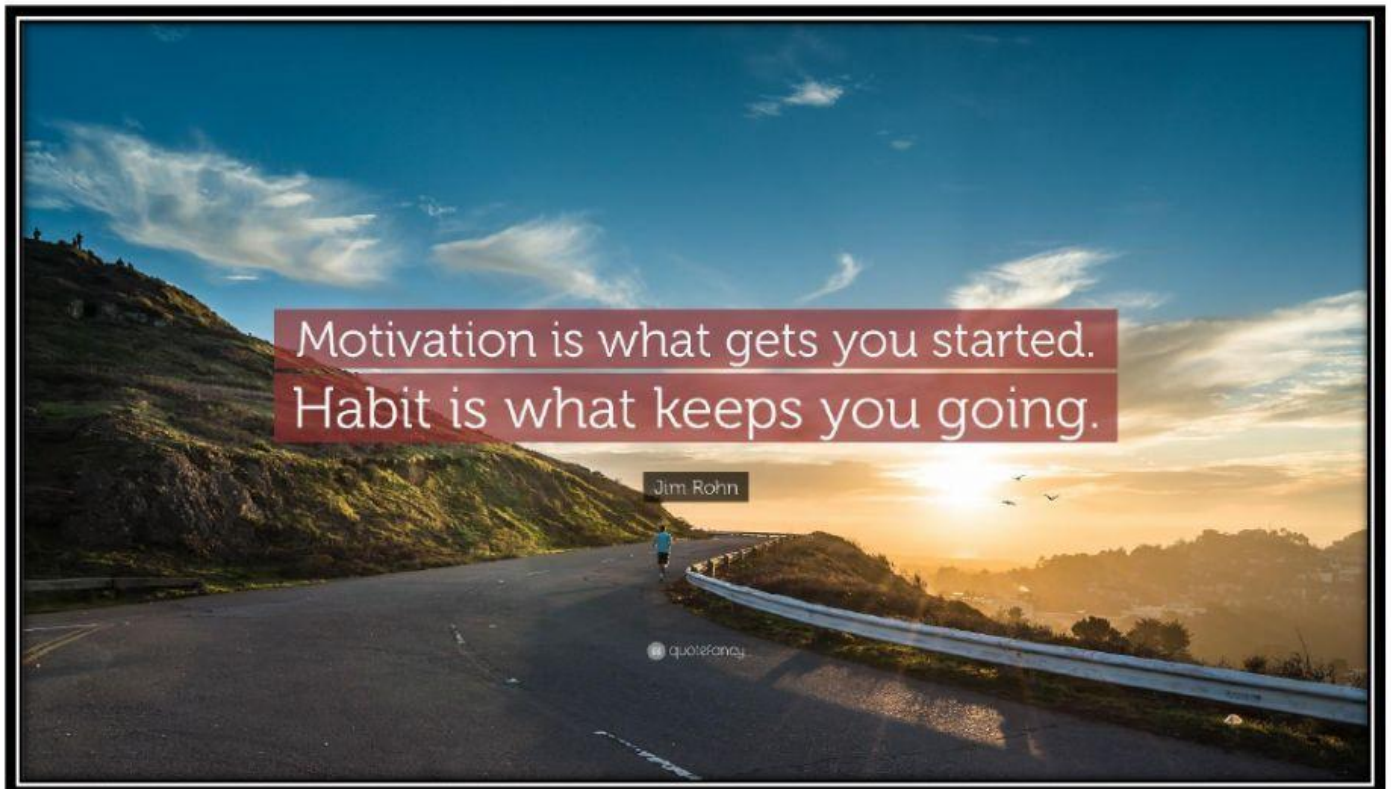 Motivation is what gets you started.
Habit is what keeps you going.
Jim Rohn
quotefancy